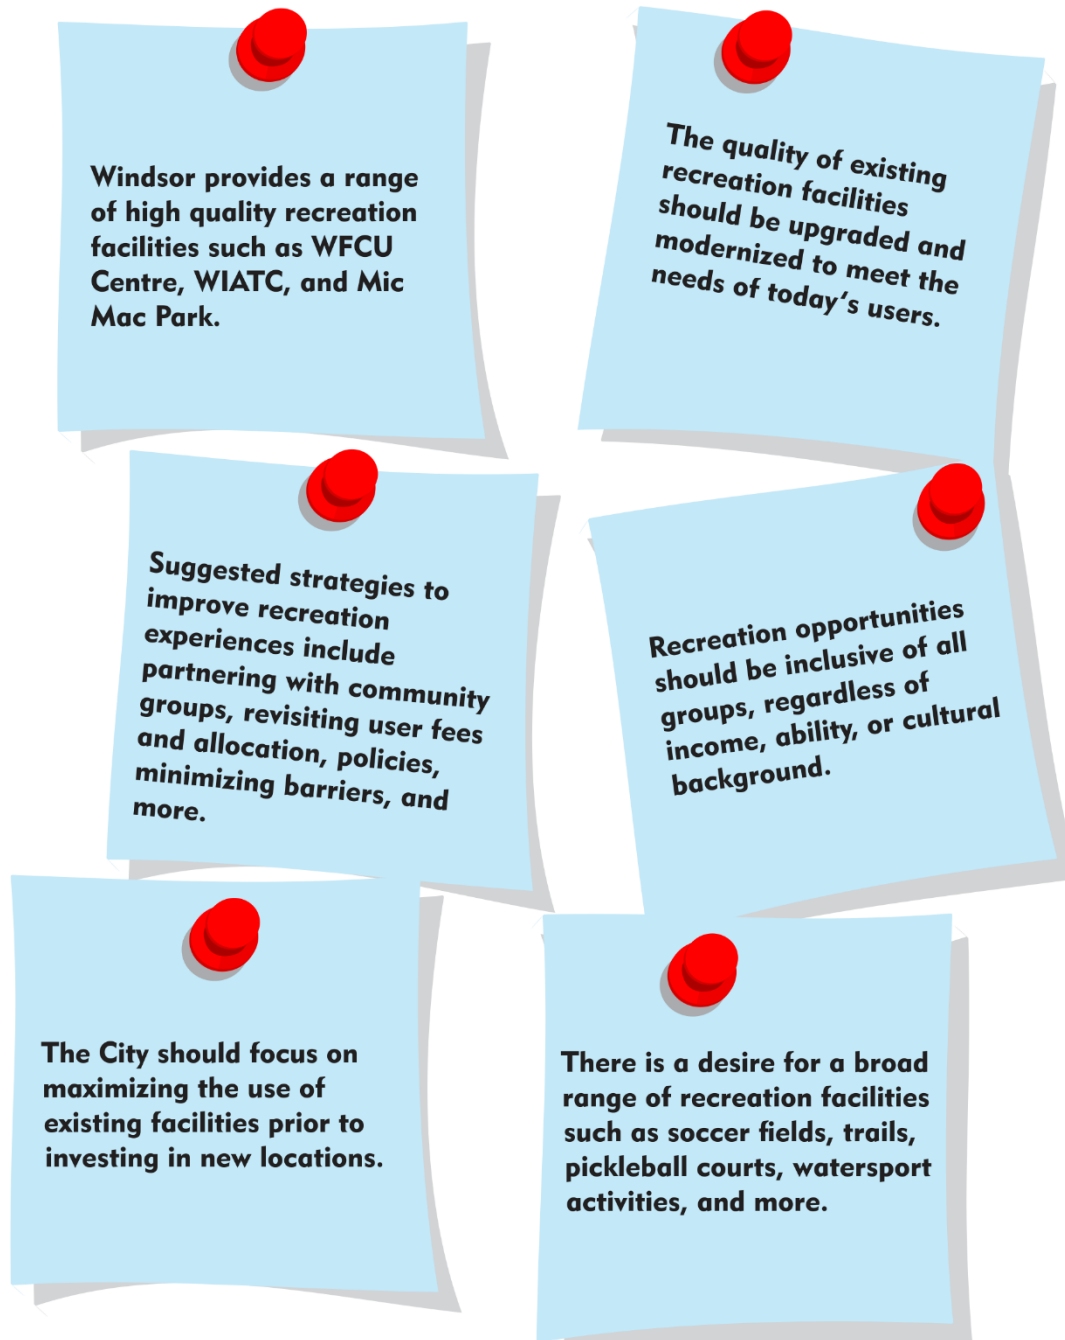 Windsor provides a range
of high quality recreation
facilities such as WFCU
Centre, WIATC, and Mic
Mac Park.
The quality of existing
recreation facilities
should be upgraded and
modernized to meet the
needs of today's users.
Suggested strategies to
improve recreation
experiences include
partnering with community
groups, revisiting user fees
and allocation, policies,
minimizing barriers, and
more.
Recreation opportunities
should be inclusive of all
groups, regardless of
income, ability, or cultural
background.
The City should focus on
maximizing the use of
existing facilities prior to
investing in new locations.
There is a desire for a broad
range of recreation facilities
such as soccer fields, trails,
pickleball courts, watersport
activities, and more.